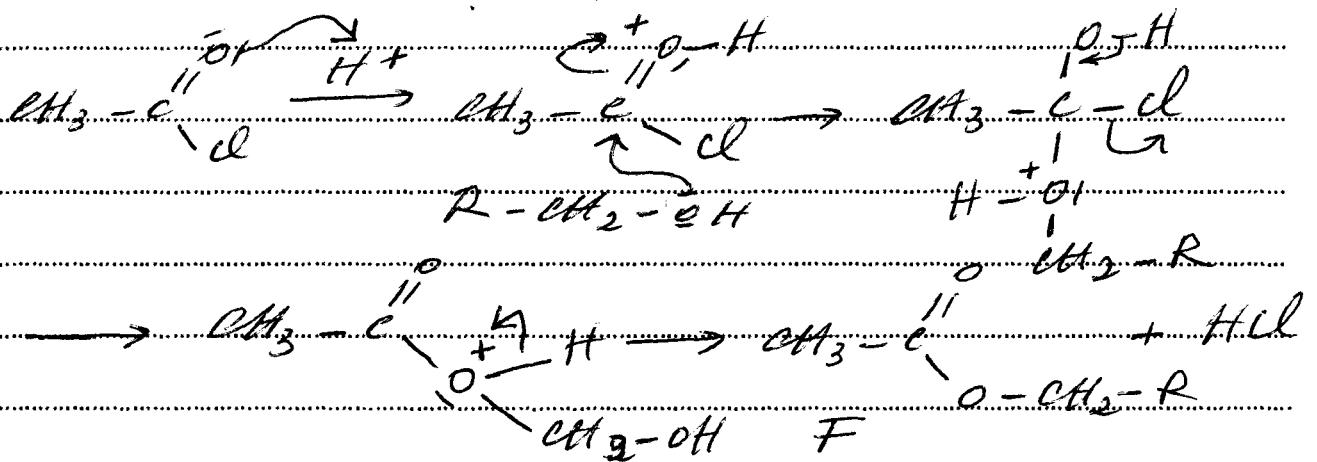 O H+ + O-H O-H
CH3-C Cl → CH3-C Cl → CH3-C-Cl
R-CH2-OH H-+O
O O CH2-R
→ CH3-C + H → CH3-C + HCl
O O-CH2-R
CH2-OH F